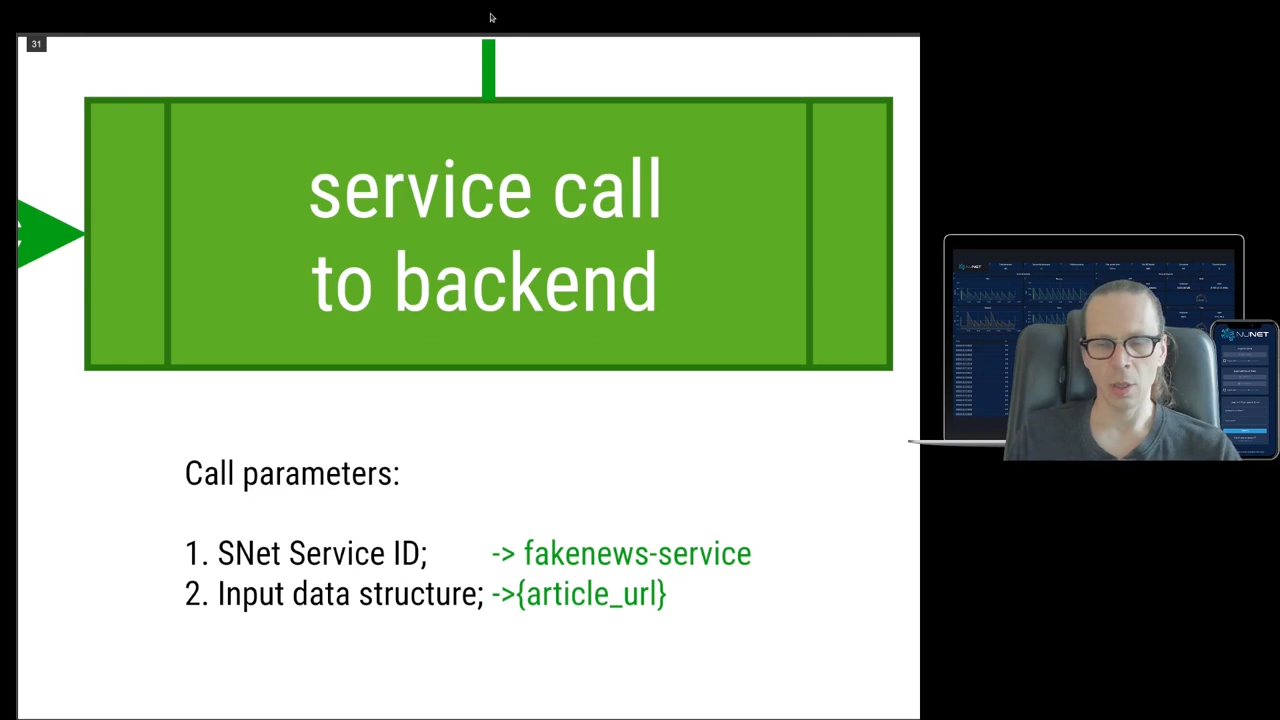 31
service call
to backend
Call parameters:
1. SNet Service ID; -> fakenews-service
2. Input data structure; ->{article_url}
NUNET
NUNET